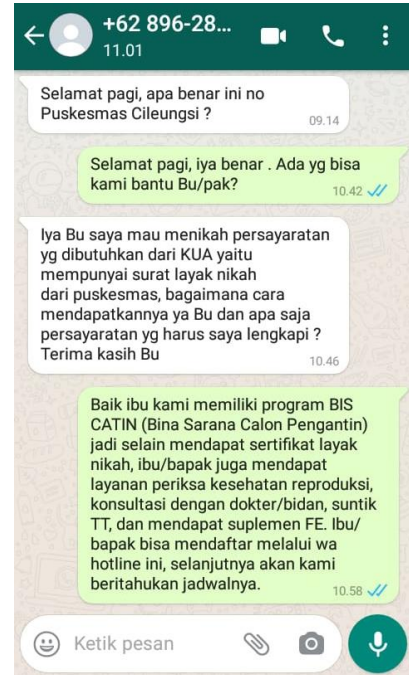 +62 896-28...
11.01
Selamat pagi, apa benar ini no
Puskesmas Cileungsi ?
09.14
Selamat pagi, iya benar . Ada yg bisa
kami bantu Bu/pak?
10.42
Iya Bu saya mau menikah persayaratan
yg dibutuhkan dari KUA yaitu
mempunyai surat layak nikah
dari puskesmas, bagaimana cara
mendapatkannya ya Bu dan apa saja
persayaratan yg harus saya lengkapi ?
Terima kasih Bu
10.46
Baik ibu kami memiliki program BIS
CATIN (Bina Sarana Calon Pengantin)
jadi selain mendapat sertifikat layak
nikah, ibu/bapak juga mendapat
layanan periksa kesehatan reproduksi,
konsultasi dengan dokter/bidan, suntik
TT, dan mendapat suplemen FE. Ibu/
bapak bisa mendaftar melalui wa
hotline ini, selanjutnya akan kami
beritahukan jadwalnya.
10.58
Ketik pesan